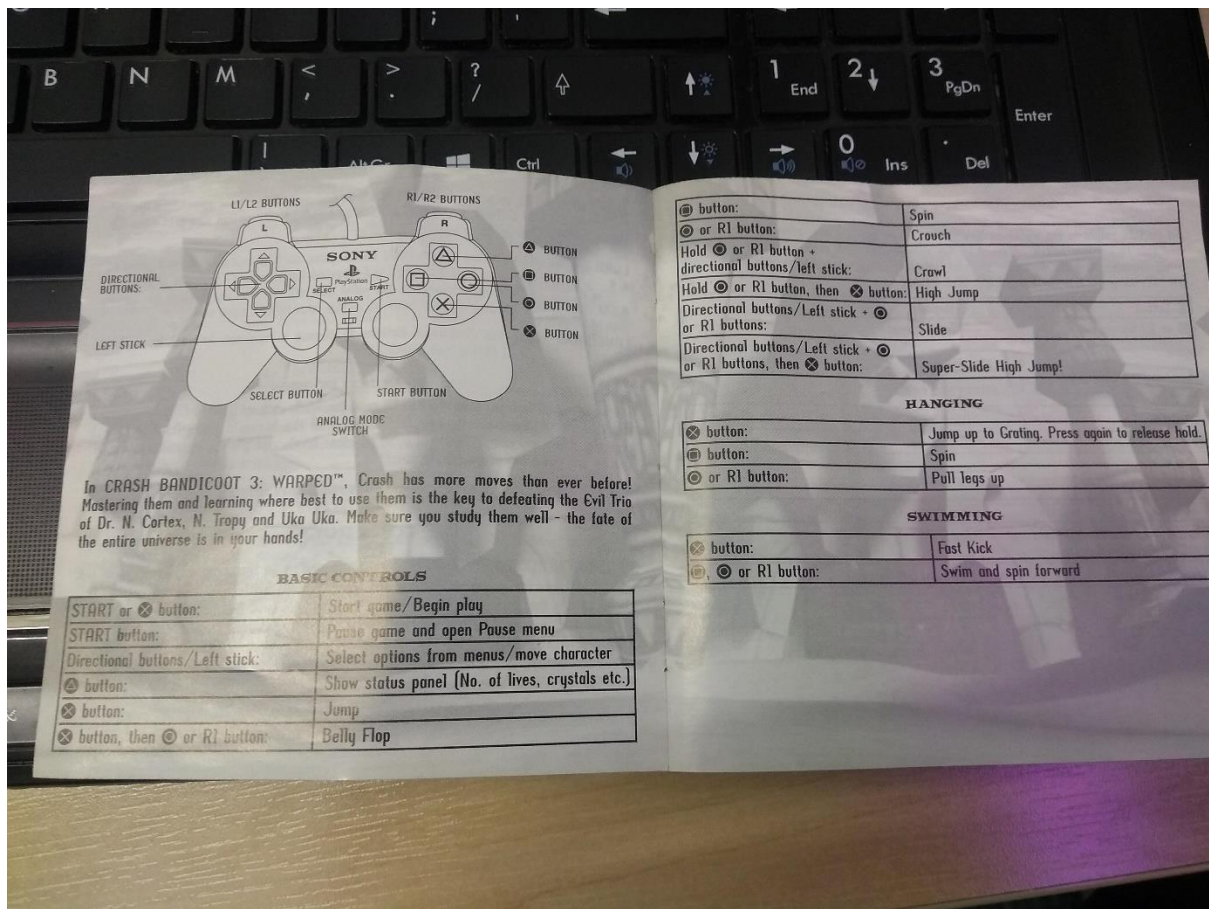 ;
B
N
M
<
,
>
.
?
/
1
End
2
3
PgDn
Enter
Ctrl
0
Ins
.
Del
L1/L2 BUTTONS
R1/R2 BUTTONS
L
R
SONY
PlayStation
SELECT
START
ANALOG
DIRECTIONAL
BUTTONS:
LEFT STICK
△ BUTTON
□ BUTTON
○ BUTTON
✕ BUTTON
SELECT BUTTON
START BUTTON
ANALOG MODE
SWITCH
In CRASH BANDICOOT 3: WARPED™, Crash has more moves than ever before!
Mastering them and learning where best to use them is the key to defeating the Evil Trio
of Dr. N. Cortex, N. Tropy and Uka Uka. Make sure you study them well - the fate of
the entire universe is in your hands!
BASIC CONTROLS
START or ✕ button: Start game/Begin play
START button: Pause game and open Pause menu
Directional buttons/Left stick: Select options from menus/move character
△ button: Show status panel (No. of lives, crystals etc.)
✕ button: Jump
✕ button, then ○ or R1 button: Belly Flop
□ button: Spin
○ or R1 button: Crouch
Hold ○ or R1 button +
directional buttons/left stick: Crawl
Hold ○ or R1 button, then ✕ button: High Jump
Directional buttons/Left stick + ○
or R1 buttons: Slide
Directional buttons/Left stick + ○
or R1 buttons, then ✕ button: Super-Slide High Jump!
HANGING
✕ button: Jump up to Grating. Press again to release hold.
□ button: Spin
○ or R1 button: Pull legs up
SWIMMING
✕ button: Fast Kick
□, ○ or R1 button: Swim and spin forward